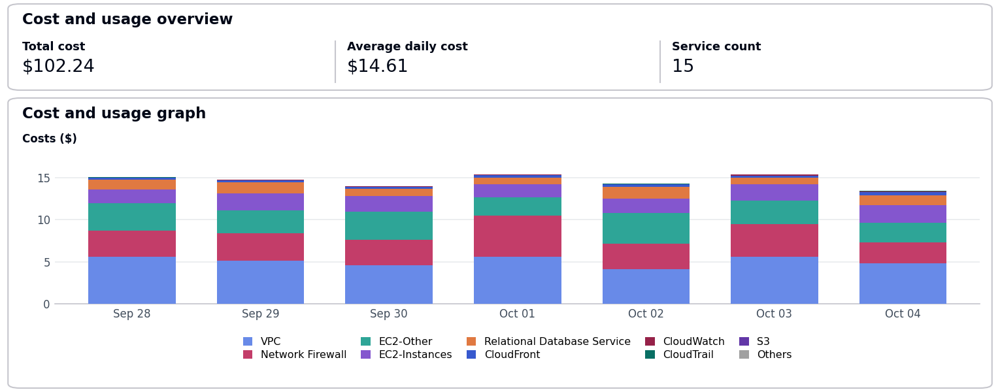 Cost and usage overview
Total cost
$102.24
Average daily cost
$14.61
Service count
15
Cost and usage graph
Costs ($)
15
10
5
0
Sep 28 Sep 29 Sep 30 Oct 01 Oct 02 Oct 03 Oct 04
VPC EC2-Other Relational Database Service CloudWatch S3
Network Firewall EC2-Instances CloudFront CloudTrail Others